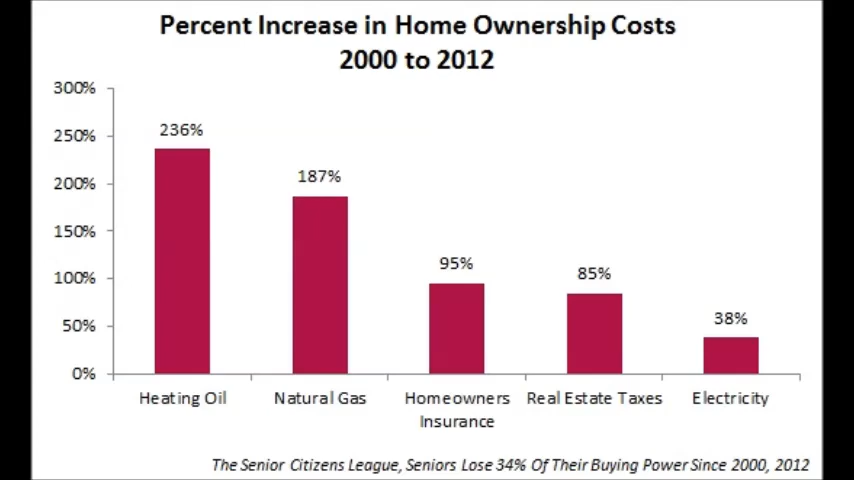 Percent Increase in Home Ownership Costs
2000 to 2012
300%
250%
200%
150%
100%
50%
0%
236%
187%
95%
85%
38%
Heating Oil
Natural Gas
Homeowners
Insurance
Real Estate Taxes
Electricity
The Senior Citizens League, Seniors Lose 34% Of Their Buying Power Since 2000, 2012